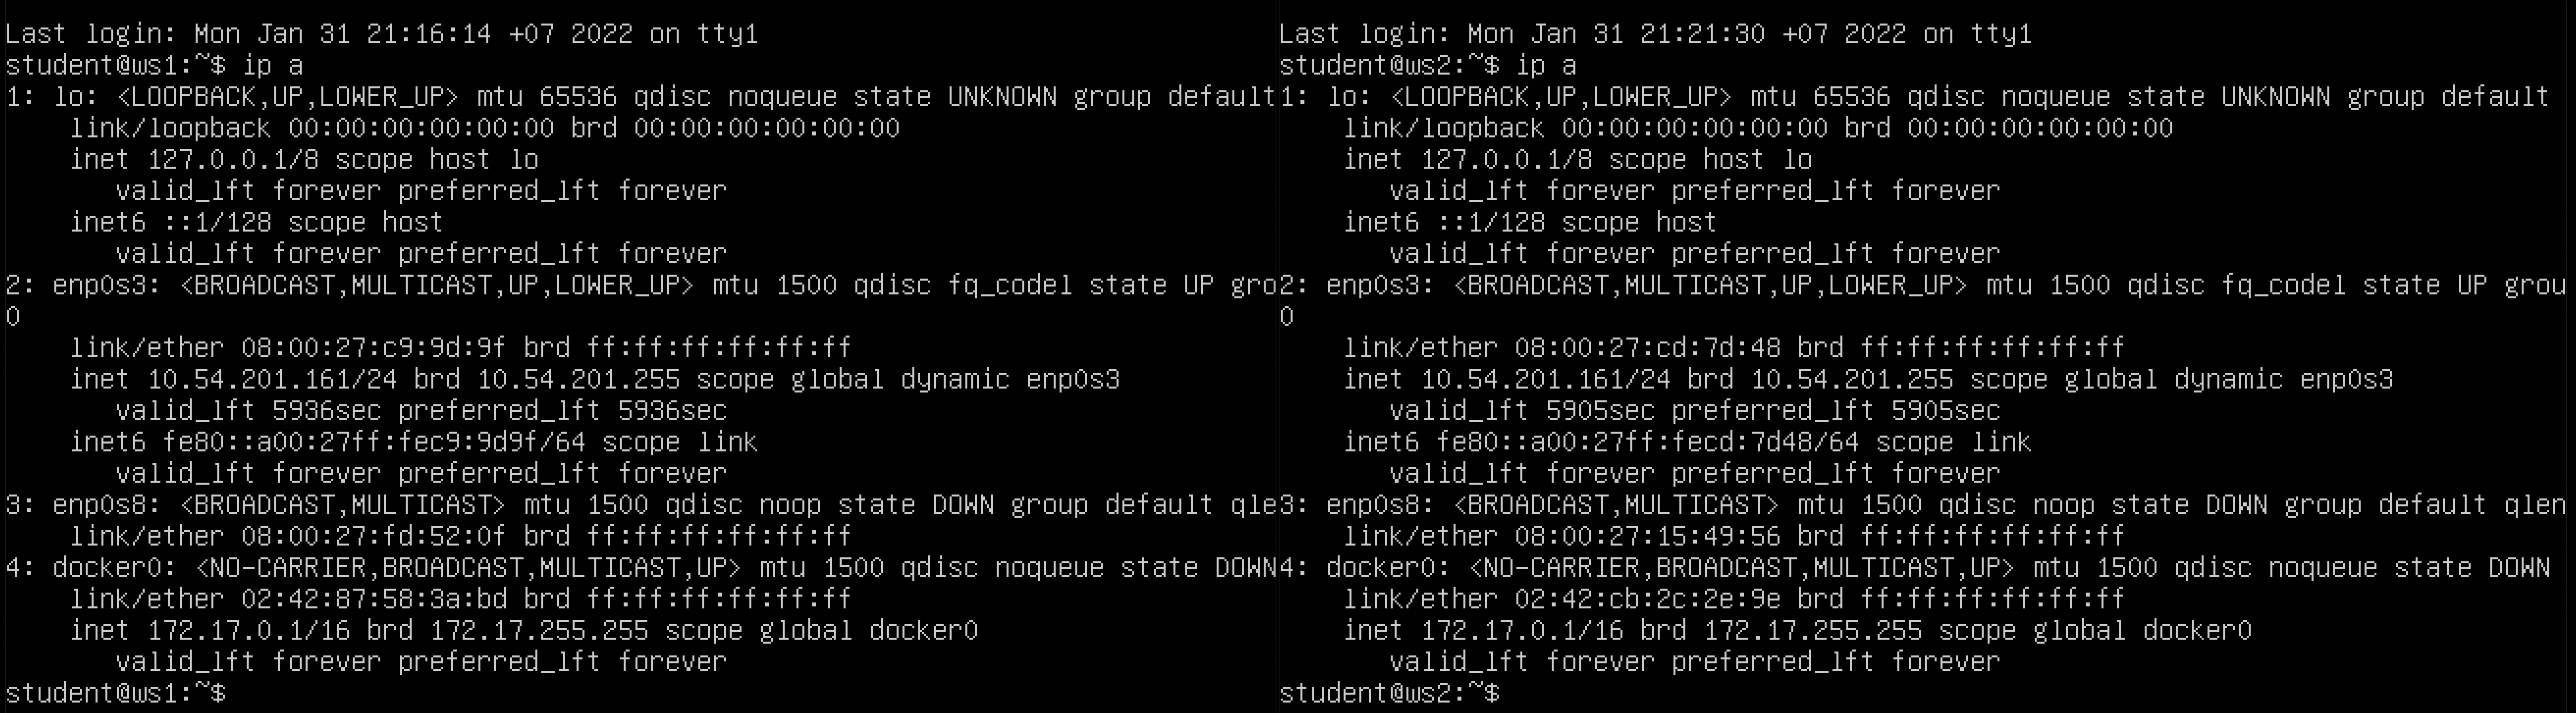 Last login: Mon Jan 31 21:16:14 +07 2022 on tty1
student@ws1:~$ ip a
1: lo: <LOOPBACK,UP,LOWER_UP> mtu 65536 qdisc noqueue state UNKNOWN group default
    link/loopback 00:00:00:00:00:00 brd 00:00:00:00:00:00
    inet 127.0.0.1/8 scope host lo
       valid_lft forever preferred_lft forever
    inet6 ::1/128 scope host
       valid_lft forever preferred_lft forever
2: enp0s3: <BROADCAST,MULTICAST,UP,LOWER_UP> mtu 1500 qdisc fq_codel state UP gro
0
    link/ether 08:00:27:c9:9d:9f brd ff:ff:ff:ff:ff:ff
    inet 10.54.201.161/24 brd 10.54.201.255 scope global dynamic enp0s3
       valid_lft 5936sec preferred_lft 5936sec
    inet6 fe80::a00:27ff:fec9:9d9f/64 scope link
       valid_lft forever preferred_lft forever
3: enp0s8: <BROADCAST,MULTICAST> mtu 1500 qdisc noop state DOWN group default qle
    link/ether 08:00:27:fd:52:0f brd ff:ff:ff:ff:ff:ff
4: docker0: <NO-CARRIER,BROADCAST,MULTICAST,UP> mtu 1500 qdisc noqueue state DOWN
    link/ether 02:42:87:58:3a:bd brd ff:ff:ff:ff:ff:ff
    inet 172.17.0.1/16 brd 172.17.255.255 scope global docker0
       valid_lft forever preferred_lft forever
student@ws1:~$
Last login: Mon Jan 31 21:21:30 +07 2022 on tty1
student@ws2:~$ ip a
1: lo: <LOOPBACK,UP,LOWER_UP> mtu 65536 qdisc noqueue state UNKNOWN group default
    link/loopback 00:00:00:00:00:00 brd 00:00:00:00:00:00
    inet 127.0.0.1/8 scope host lo
       valid_lft forever preferred_lft forever
    inet6 ::1/128 scope host
       valid_lft forever preferred_lft forever
2: enp0s3: <BROADCAST,MULTICAST,UP,LOWER_UP> mtu 1500 qdisc fq_codel state UP grou
0
    link/ether 08:00:27:cd:7d:48 brd ff:ff:ff:ff:ff:ff
    inet 10.54.201.161/24 brd 10.54.201.255 scope global dynamic enp0s3
       valid_lft 5905sec preferred_lft 5905sec
    inet6 fe80::a00:27ff:fecd:7d48/64 scope link
       valid_lft forever preferred_lft forever
3: enp0s8: <BROADCAST,MULTICAST> mtu 1500 qdisc noop state DOWN group default qlen
    link/ether 08:00:27:15:49:56 brd ff:ff:ff:ff:ff:ff
4: docker0: <NO-CARRIER,BROADCAST,MULTICAST,UP> mtu 1500 qdisc noqueue state DOWN
    link/ether 02:42:cb:2c:2e:9e brd ff:ff:ff:ff:ff:ff
    inet 172.17.0.1/16 brd 172.17.255.255 scope global docker0
       valid_lft forever preferred_lft forever
student@ws2:~$